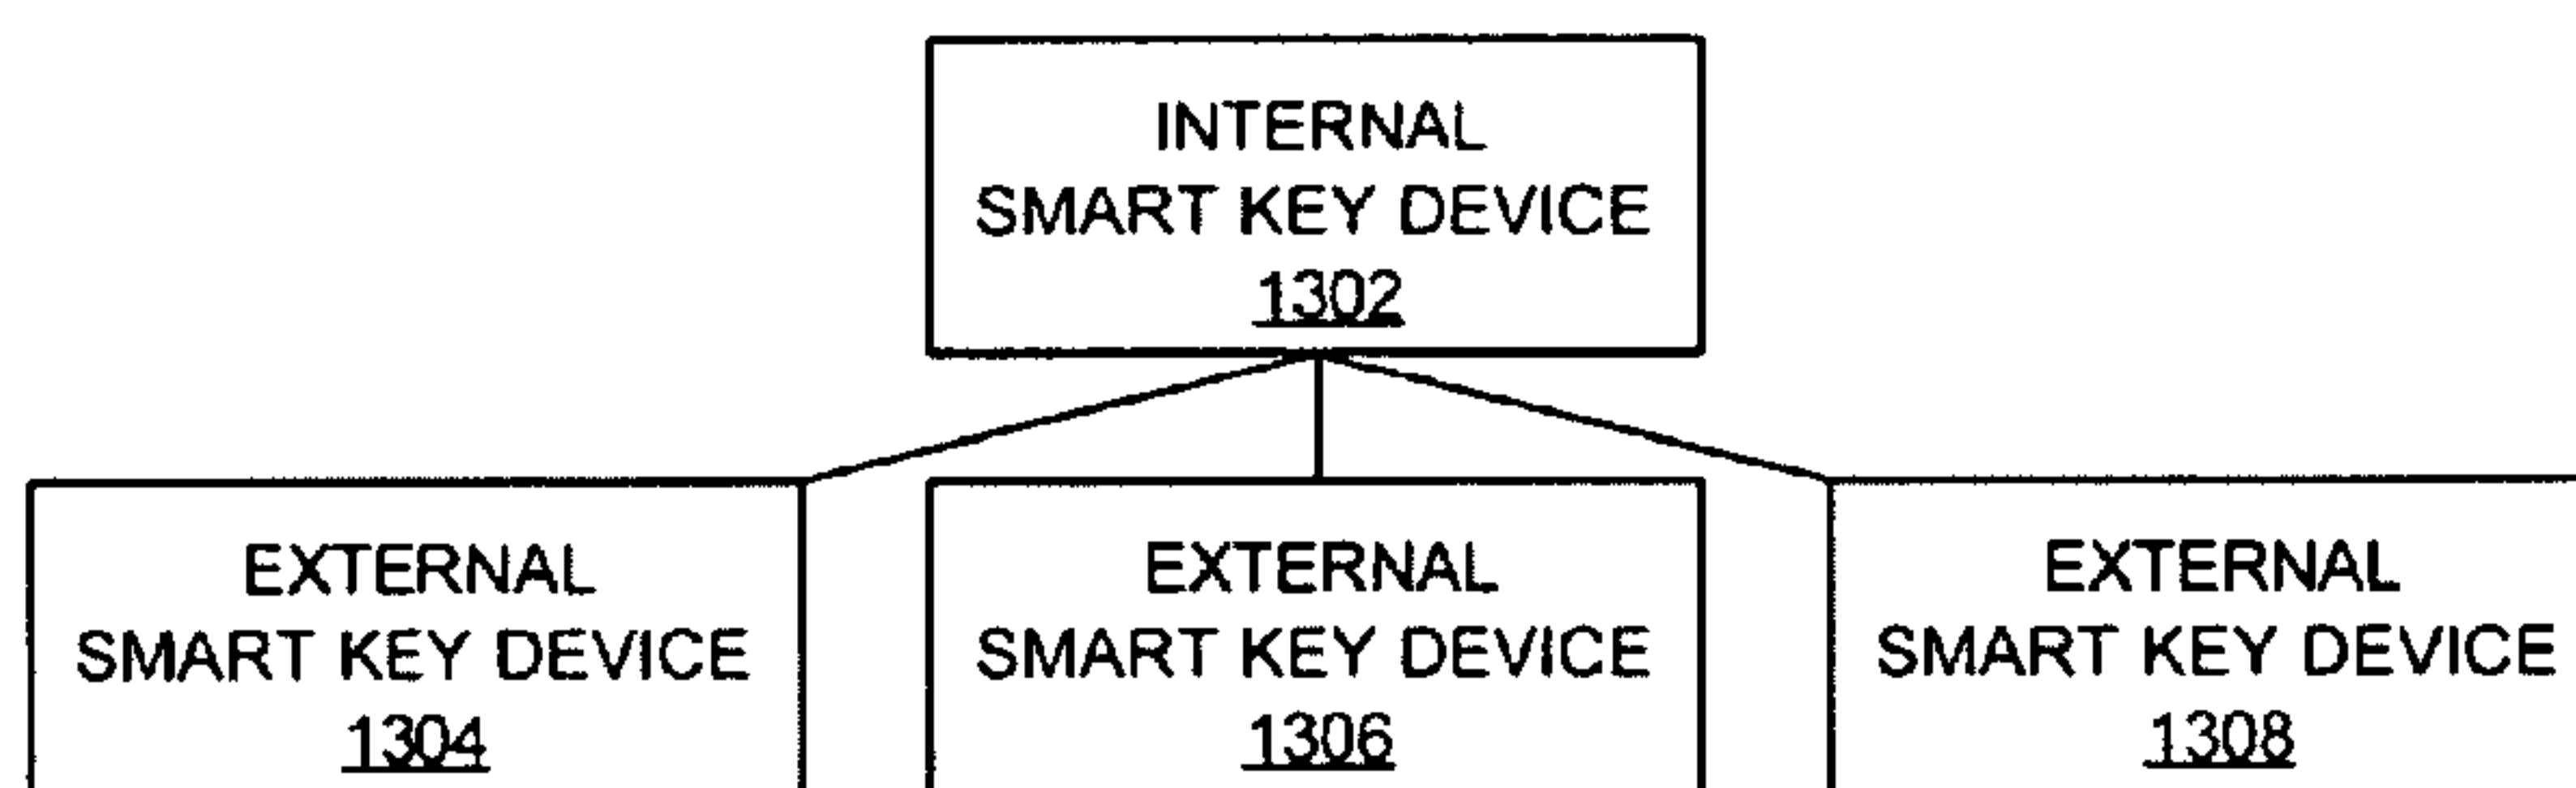 INTERNAL
SMART KEY DEVICE
1302
EXTERNAL
SMART KEY DEVICE
1304
EXTERNAL
SMART KEY DEVICE
1306
EXTERNAL
SMART KEY DEVICE
1308